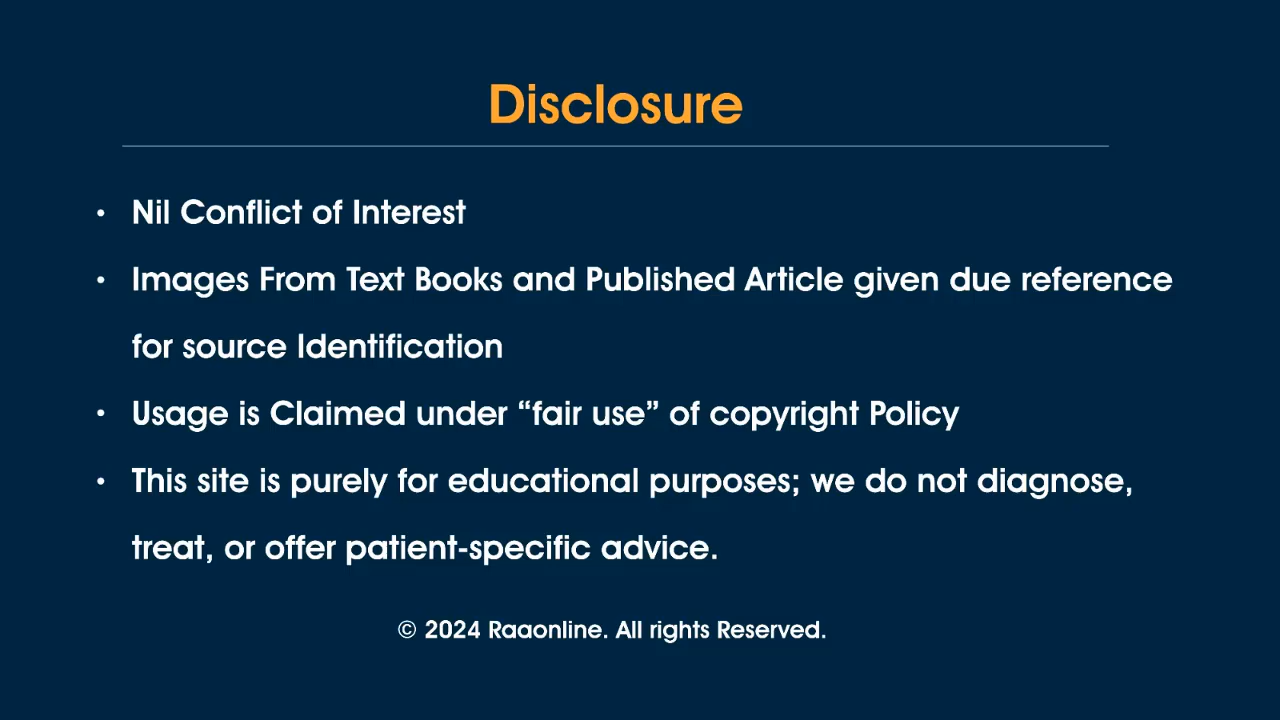 Disclosure
• Nil Conflict of Interest
• Images From Text Books and Published Article given due reference
for source Identification
• Usage is Claimed under “fair use” of copyright Policy
• This site is purely for educational purposes; we do not diagnose,
treat, or offer patient-specific advice.
© 2024 Raaonline. All rights Reserved.